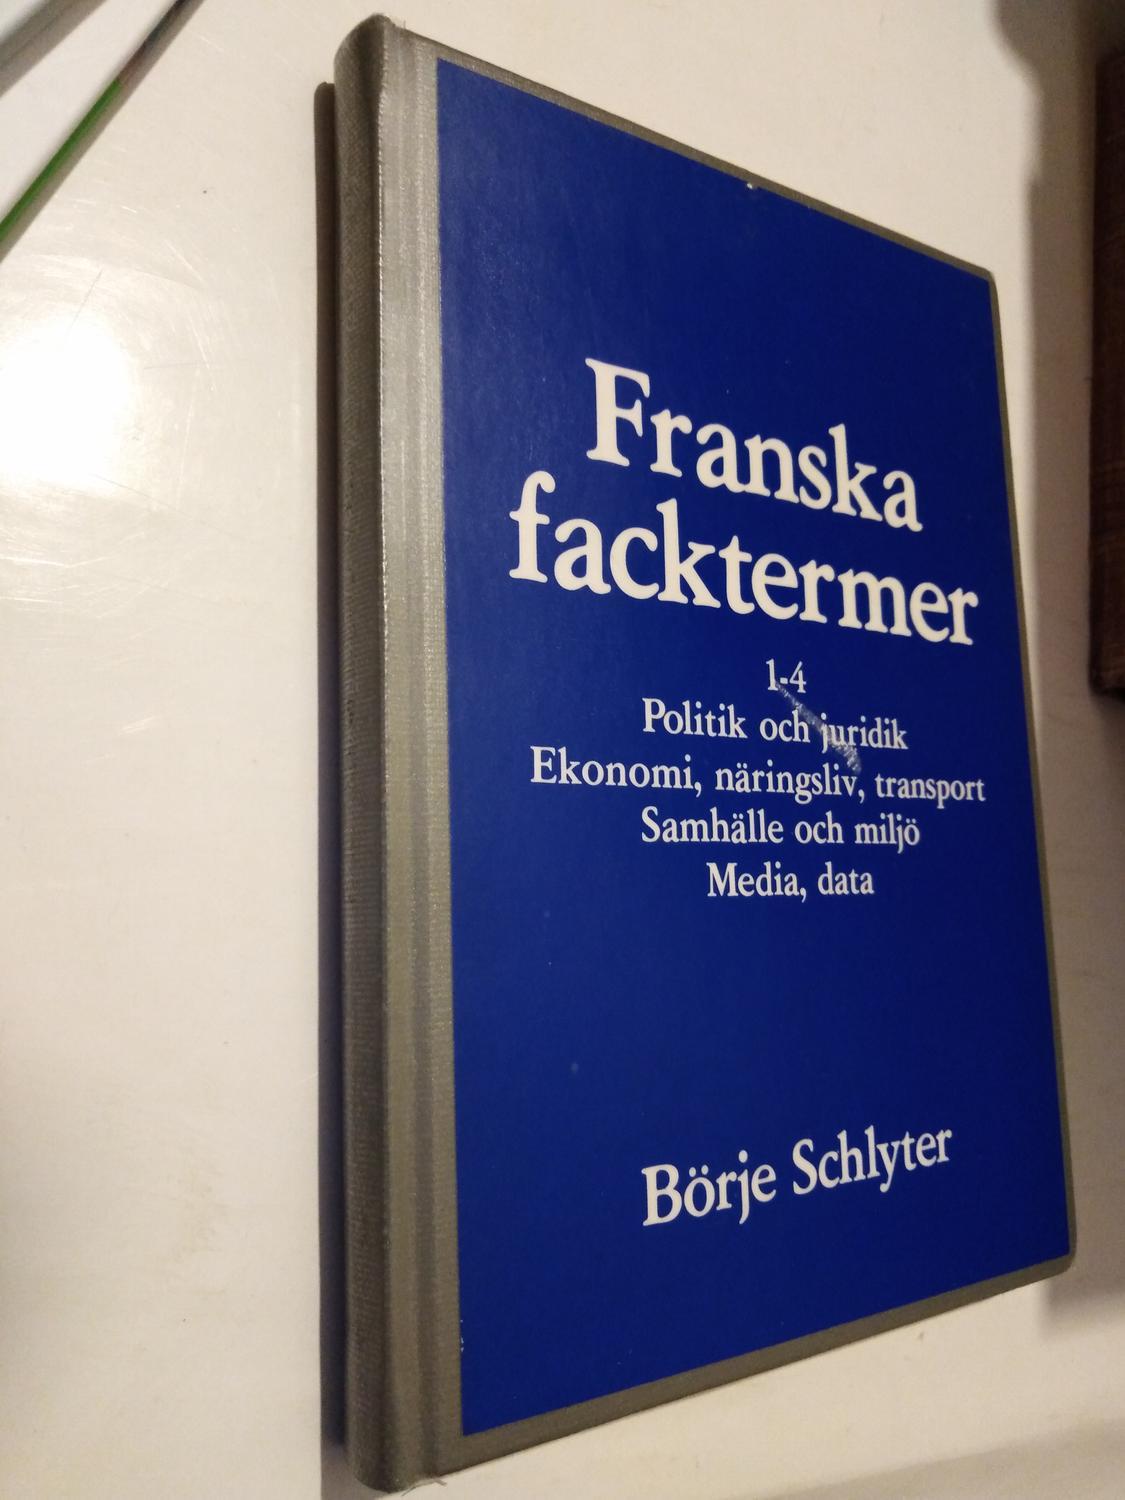 Franska
facktermer
1-4
Politik och juridik
Ekonomi, näringsliv, transport
Samhälle och miljö
Media, data
Börje Schlyter